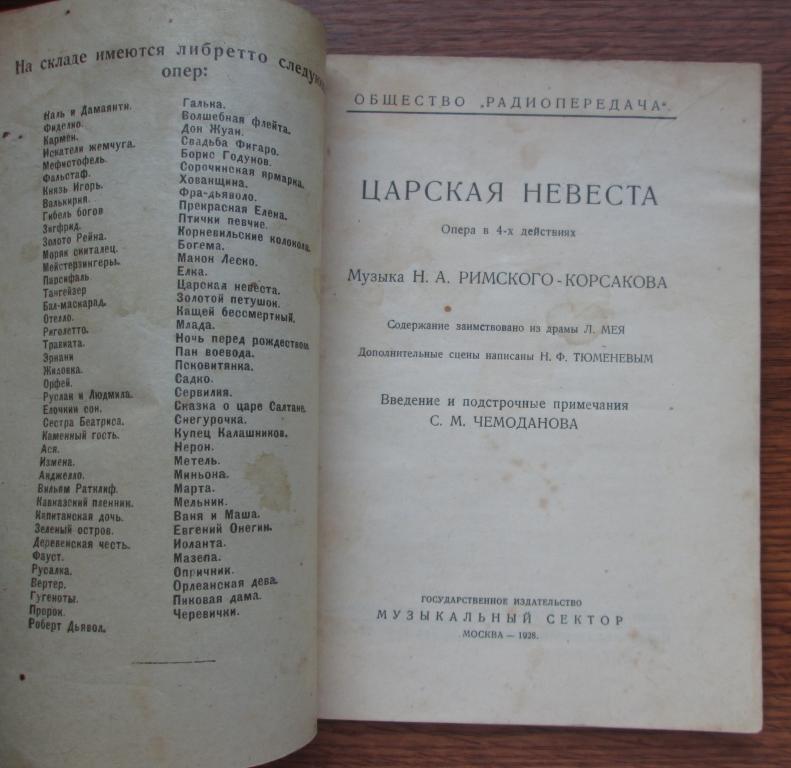 На складе имеются либретто следую
опер:
Наль и Дамаянти.
Фиделио.
Кармен.
Искатели жемчуга.
Мефистофель.
Фальстаф.
Князь Игорь.
Валькирия.
Гибель богов
Зигфрид.
Золото Рейна.
Моряк скиталец.
Мейстерзингеры.
Парсифаль
Тангейзер
Бал-маскарад.
Отелло.
Риголетто.
Травиата.
Эрнани
Жидовка.
Орфей.
Руслан и Людмила.
Елочкин сон.
Сестра Беатриса.
Каменный гость.
Ася.
Измена.
Анджелло.
Вильям Ратклиф.
Кавказский пленник.
Капитанская дочь.
Зеленый остров.
Деревенская честь.
Фауст.
Русалка.
Вертер.
Гугеноты.
Пророк.
Роберт Дьявол.
Галька.
Волшебная флейта.
Дон Жуан.
Свадьба Фигаро.
Борис Годунов.
Сорочинская ярмарка.
Хованщина.
Фра-дьяволо.
Прекрасная Елена.
Птички певчие.
Корневильские колокола.
Богема.
Манон Леско.
Елка.
Царская невеста.
Золотой петушок.
Кащей бессмертный.
Млада.
Ночь перед рождеством
Пан воевода.
Псковитянка.
Садко.
Сервилия.
Сказка о царе Салтане.
Снегурочка.
Купец Калашников.
Нерон.
Метель.
Миньона.
Марта.
Мельник.
Ваня и Маша.
Евгений Онегин.
Иоланта.
Мазепа.
Опричник.
Орлеанская дева.
Пиковая дама.
Черевички.
ОБЩЕСТВО „РАДИОПЕРЕДАЧА“.
ЦАРСКАЯ НЕВЕСТА
Опера в 4-х действиях
Музыка Н. А. РИМСКОГО-КОРСАКОВА
Содержание заимствовано из драмы Л. МЕЯ
Дополнительные сцены написаны Н. Ф. ТЮМЕНЕВЫМ
Введение и подстрочные примечания
С. М. ЧЕМОДАНОВА
ГОСУДАРСТВЕННОЕ ИЗДАТЕЛЬСТВО
МУЗЫКАЛЬНЫЙ СЕКТОР
МОСКВА — 1928.